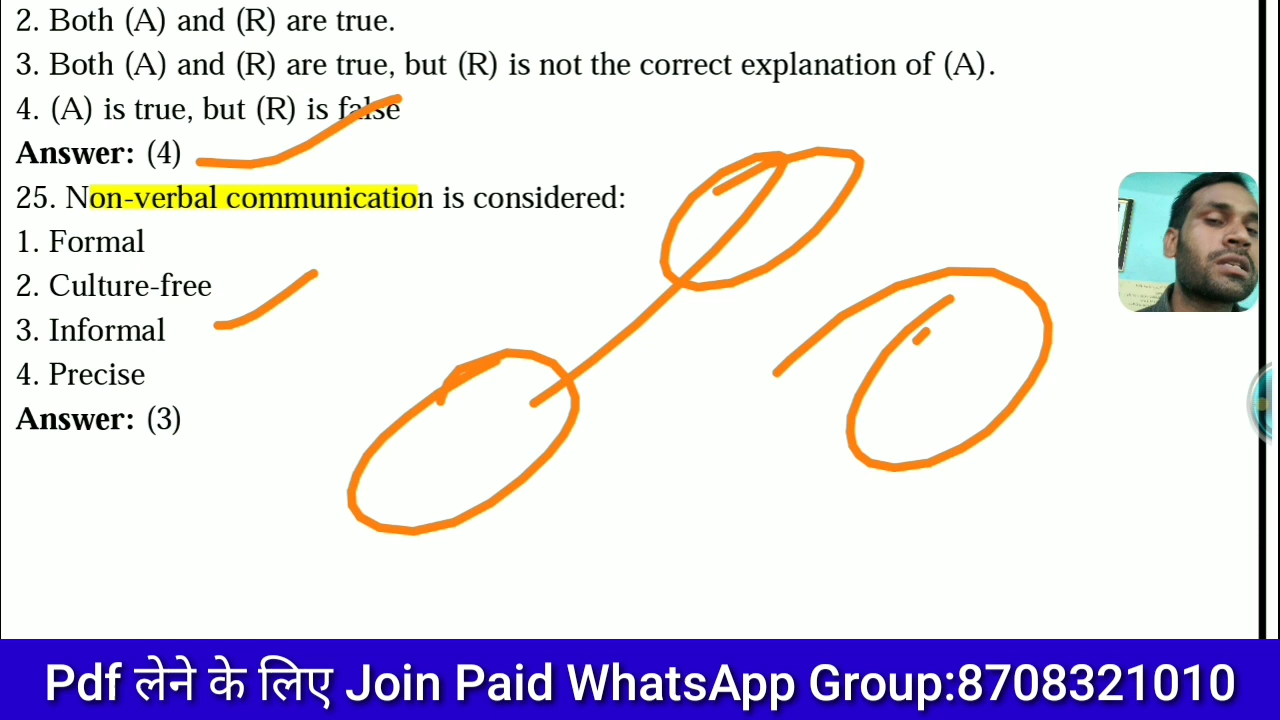 2. Both (A) and (R) are true.
3. Both (A) and (R) are true, but (R) is not the correct explanation of (A).
4. (A) is true, but (R) is false
Answer: (4)
25. Non-verbal communication is considered:
1. Formal
2. Culture-free
3. Informal
4. Precise
Answer: (3)
Pdf लेने के लिए Join Paid WhatsApp Group:8708321010